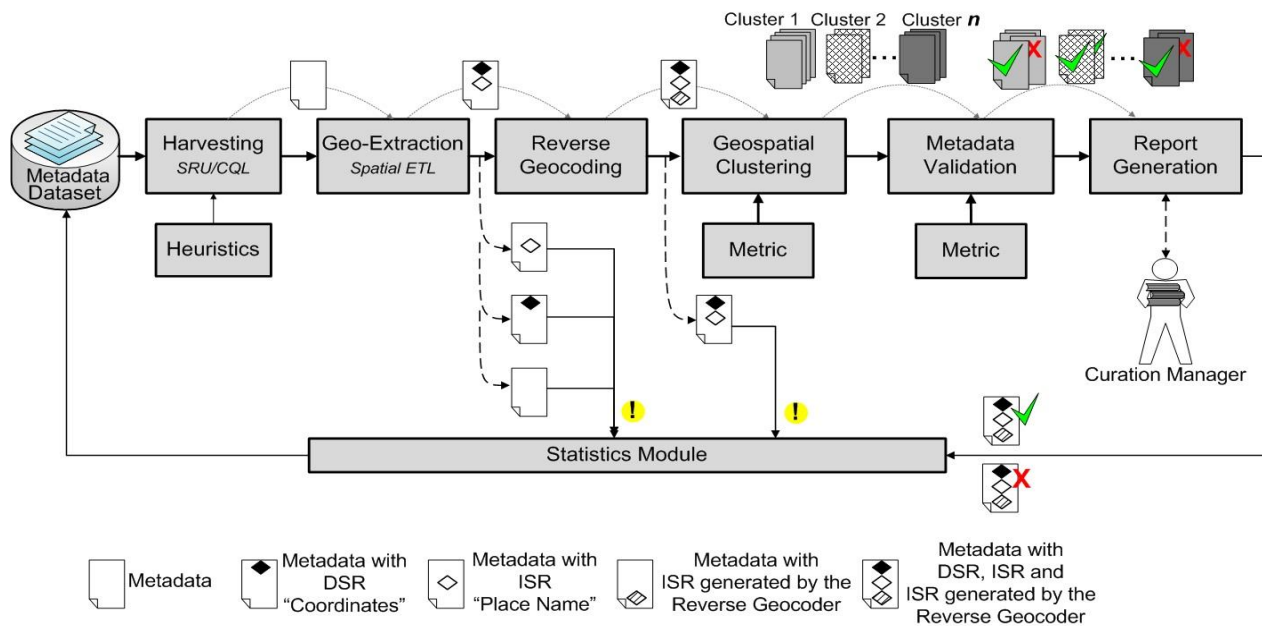 Cluster 1
Cluster 2
Cluster n
...
X
...
X
Metadata
Dataset
Harvesting
SRU/CQL
Geo-Extraction
Spatial ETL
Reverse
Geocoding
Geospatial
Clustering
Metadata
Validation
Report
Generation
Heuristics
Metric
Metric
Curation Manager
!
!
Statistics Module
X
Metadata
Metadata with
DSR
“Coordinates”
Metadata with
ISR
“Place Name”
Metadata with
ISR generated by the
Reverse Geocoder
Metadata with
DSR, ISR and
ISR generated by the
Reverse Geocoder